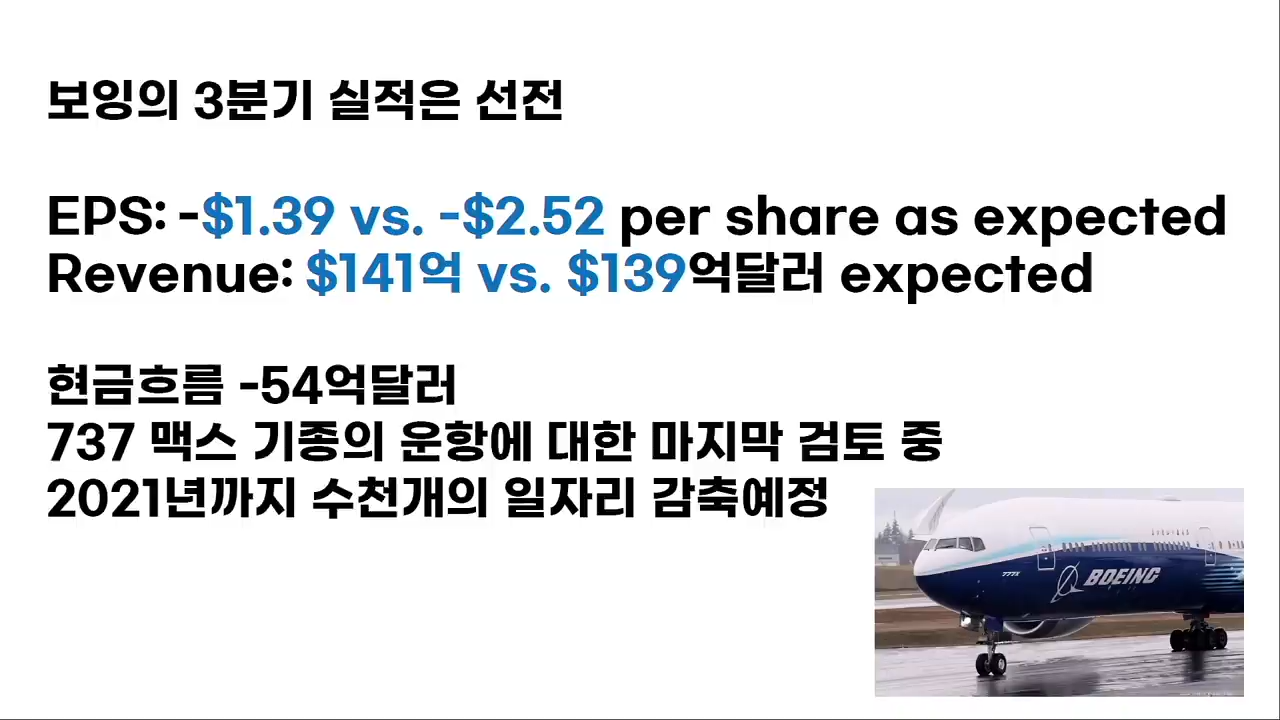 보잉의 3분기 실적은 선전
EPS: -$1.39 vs. -$2.52 per share as expected
Revenue: $141억 vs. $139억달러 expected
현금흐름 -54억달러
737 맥스 기종의 운항에 대한 마지막 검토 중
2021년까지 수천개의 일자리 감축예정
777X
BOEING